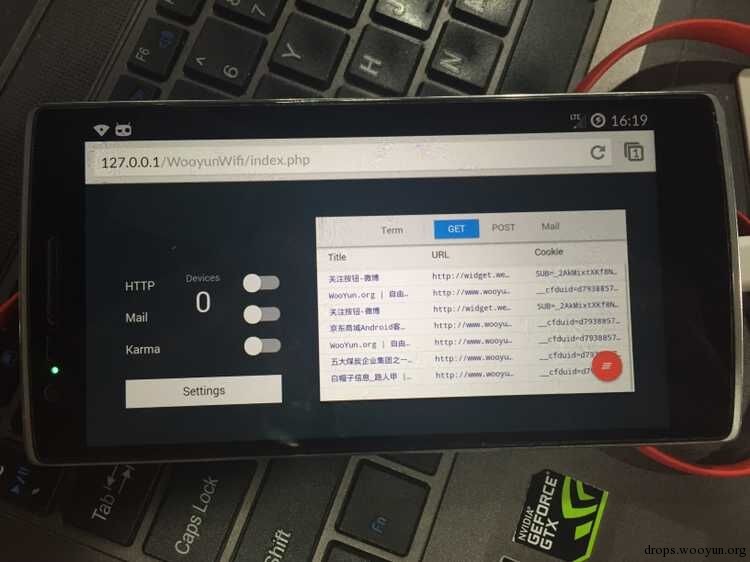 F6
6
Y
H
N
LTE
16:19
127.0.0.1/WooyunWifi/index.php
1
Term GET POST Mail
Title URL Cookie
关注按钮-微博 http://widget.we… SUB=_2AkMixtXKf8N…
WooYun.org | 自由… http://www.wooyu… __cfduid=d7938857…
关注按钮-微博 http://widget.we… SUB=_2AkMixtXKf8N…
京东商城Android客… http://www.wooyu… __cfduid=d7938857…
WooYun.org | 自由… http://www.wooyu… __cfduid=d7938857…
五大煤炭企业集团之一… http://www.wooyu… __cfduid=d7938857…
白帽子信息_路人甲 |… http://www.wooyu… __cfduid=d7
HTTP
Devices
0
Mail
Karma
Settings
Tab
Caps Lock
Shift
Fn
NVIDIA
GEFORCE
GTX
drops.wooyun.org